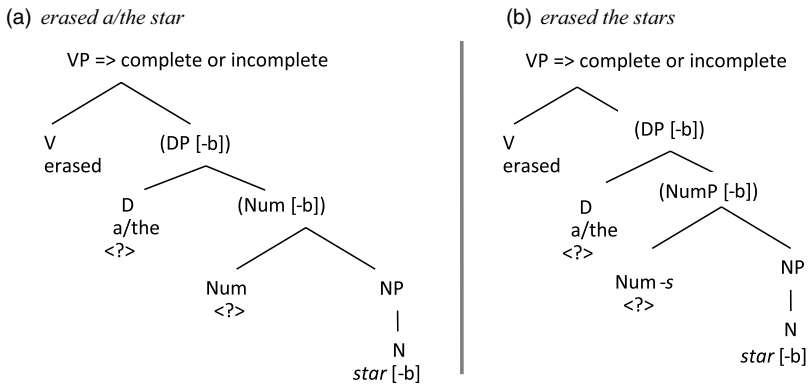 (a) erased a/the star
VP => complete or incomplete
V
erased
(DP [-b])
D
a/the
<?>
(Num [-b])
Num
<?>
NP
N
star [-b]
(b) erased the stars
VP => complete or incomplete
V
erased
(DP [-b])
D
a/the
<?>
(NumP [-b])
Num -s
<?>
NP
N
star [-b]